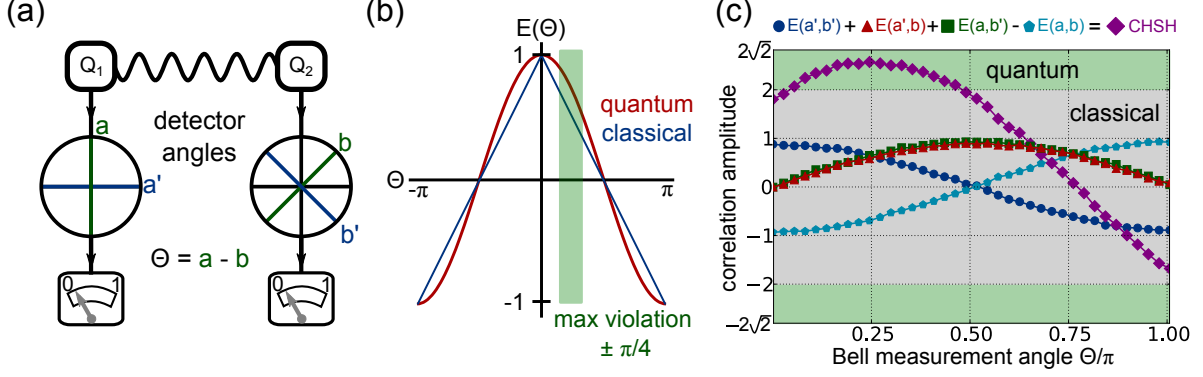 (a)
Q1
Q2
a
detector
angles
b
a'
b'
Θ = a - b
0 1
0 1
(b)
E(Θ)
1
quantum
classical
Θ -π
π
-1
max violation
± π/4
(c)
E(a',b') + E(a',b) + E(a,b') - E(a,b) = CHSH
correlation amplitude
2√2
quantum
2
classical
1
0
−1
−2
−2√2
0.25 0.50 0.75 1.00
Bell measurement angle Θ/π